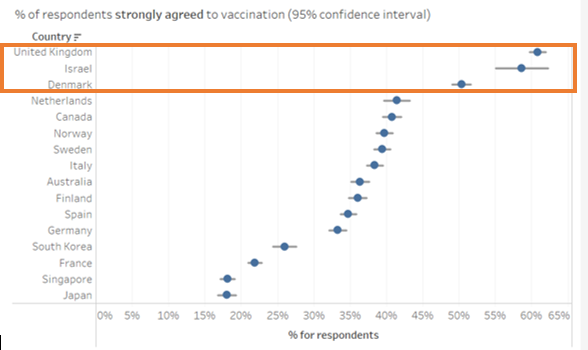 % of respondents strongly agreed to vaccination (95% confidence interval)
Country
United Kingdom
Israel
Denmark
Netherlands
Canada
Norway
Sweden
Italy
Australia
Finland
Spain
Germany
South Korea
France
Singapore
Japan
0% 5% 10% 15% 20% 25% 30% 35% 40% 45% 50% 55% 60% 65%
% for respondents